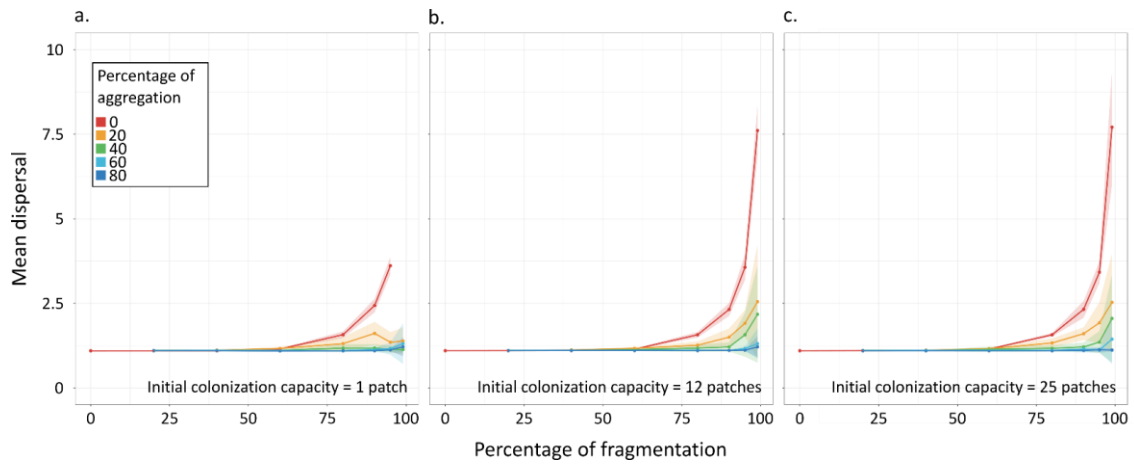 a.
b.
c.
10
7.5
5
2.5
0
Mean dispersal
Percentage of
aggregation
0
20
40
60
80
Initial colonization capacity = 1 patch
Initial colonization capacity = 12 patches
Initial colonization capacity = 25 patches
0 25 50 75 100
0 25 50 75 100
0 25 50 75 100
Percentage of fragmentation